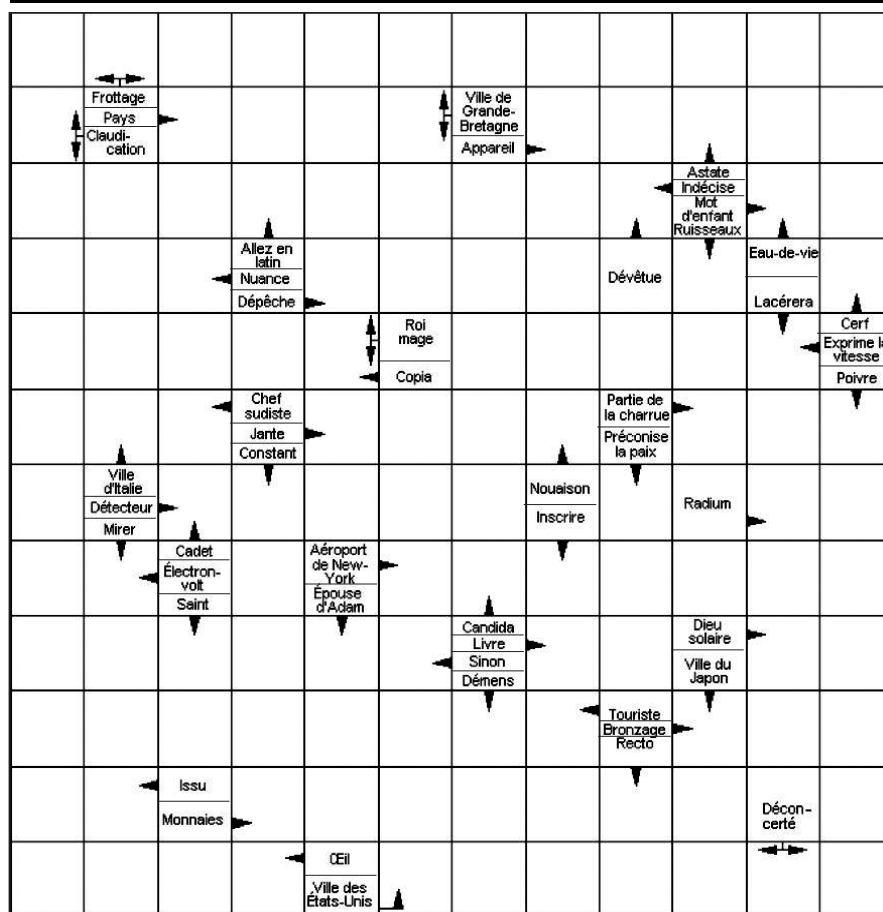 Frottage
Pays
Claudi-
cation
Ville de
Grande-
Bretagne
Appareil
Astate
Indécise
Mot
d'enfant
Ruisseaux
Allez en
latin
Nuance
Dépêche
Dévêtue
Eau-de-vie
Lacérera
Roi
mage
Copia
Cerf
Exprime la
vitesse
Poivre
Chef
sudiste
Jante
Constant
Partie de
la charrue
Préconise
la paix
Ville
d'Italie
Détecteur
Mirer
Nouaison
Inscrire
Radium
Cadet
Électron-
volt
Saint
Aéroport
de New-
York
Épouse
d'Adam
Candida
Livre
Sinon
Démens
Dieu
solaire
Ville du
Japon
Touriste
Bronzage
Recto
Issu
Monnaies
Décon-
certé
Œil
Ville des
États-Unis